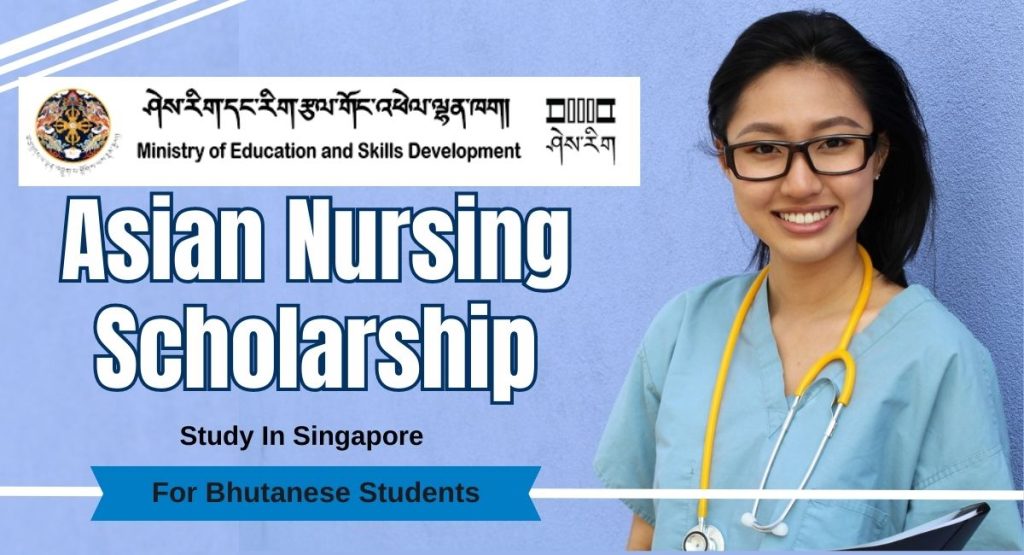 ཤེས་རིག་དང་རིག་རྩལ་གོང་འཕེལ་ལྷན་ཁག།
Ministry of Education and Skills Development
ཤེས་རིག
Asian Nursing
Scholarship
Study In Singapore
For Bhutanese Students